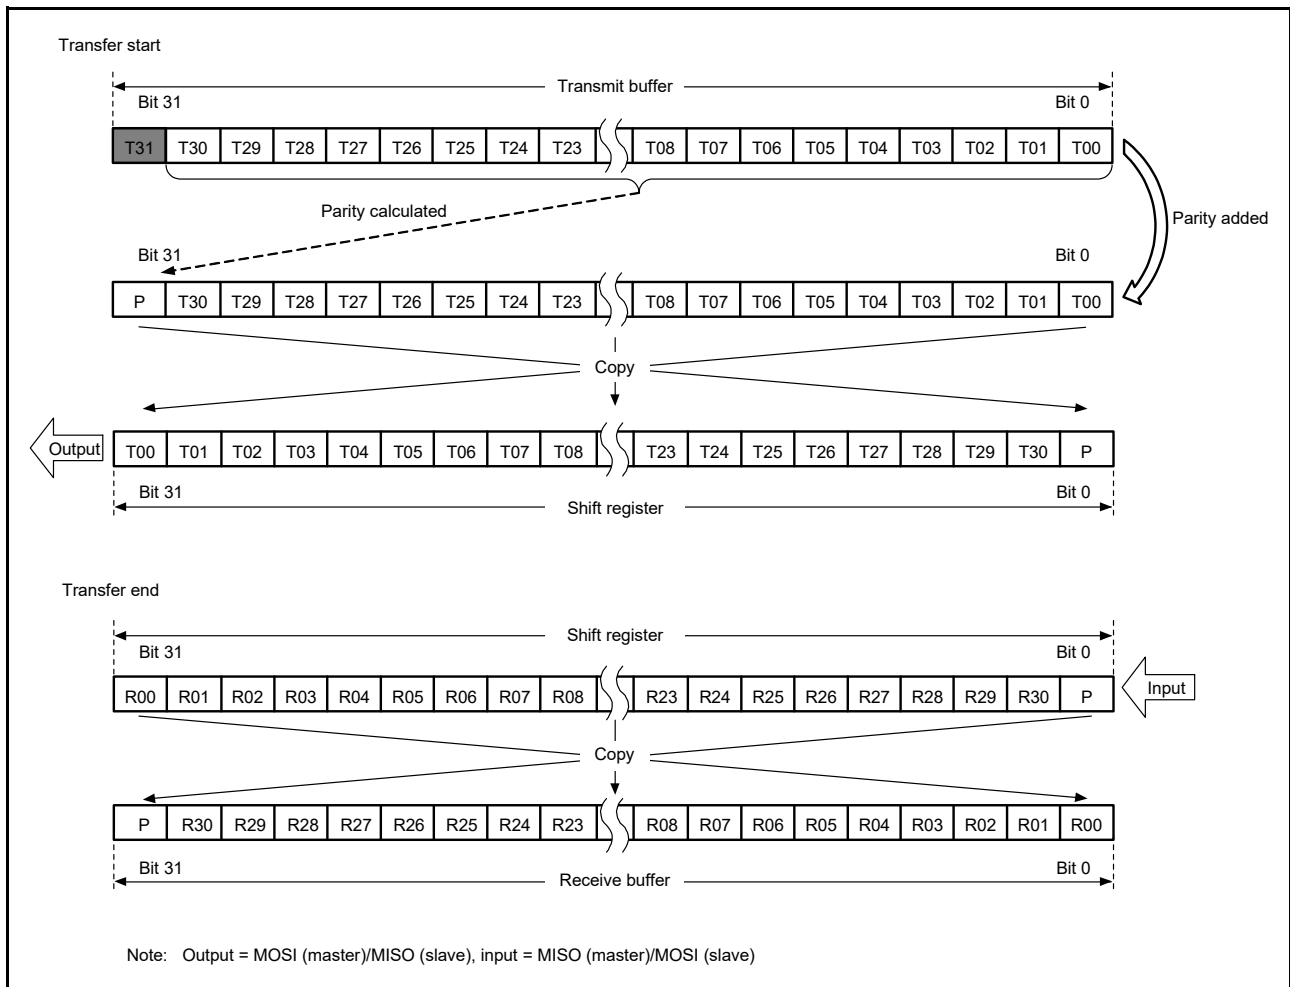 Transfer start
Transmit buffer
Bit 31 Bit 0
T31 T30 T29 T28 T27 T26 T25 T24 T23 T08 T07 T06 T05 T04 T03 T02 T01 T00
Parity calculated
Parity added
Bit 31 Bit 0
P T30 T29 T28 T27 T26 T25 T24 T23 T08 T07 T06 T05 T04 T03 T02 T01 T00
Copy
Output T00 T01 T02 T03 T04 T05 T06 T07 T08 T23 T24 T25 T26 T27 T28 T29 T30 P
Bit 31 Bit 0
Shift register
Transfer end
Shift register
Bit 31 Bit 0
R00 R01 R02 R03 R04 R05 R06 R07 R08 R23 R24 R25 R26 R27 R28 R29 R30 P Input
Copy
P R30 R29 R28 R27 R26 R25 R24 R23 R08 R07 R06 R05 R04 R03 R02 R01 R00
Bit 31 Bit 0
Receive buffer
Note: Output = MOSI (master)/MISO (slave), input = MISO (master)/MOSI (slave)